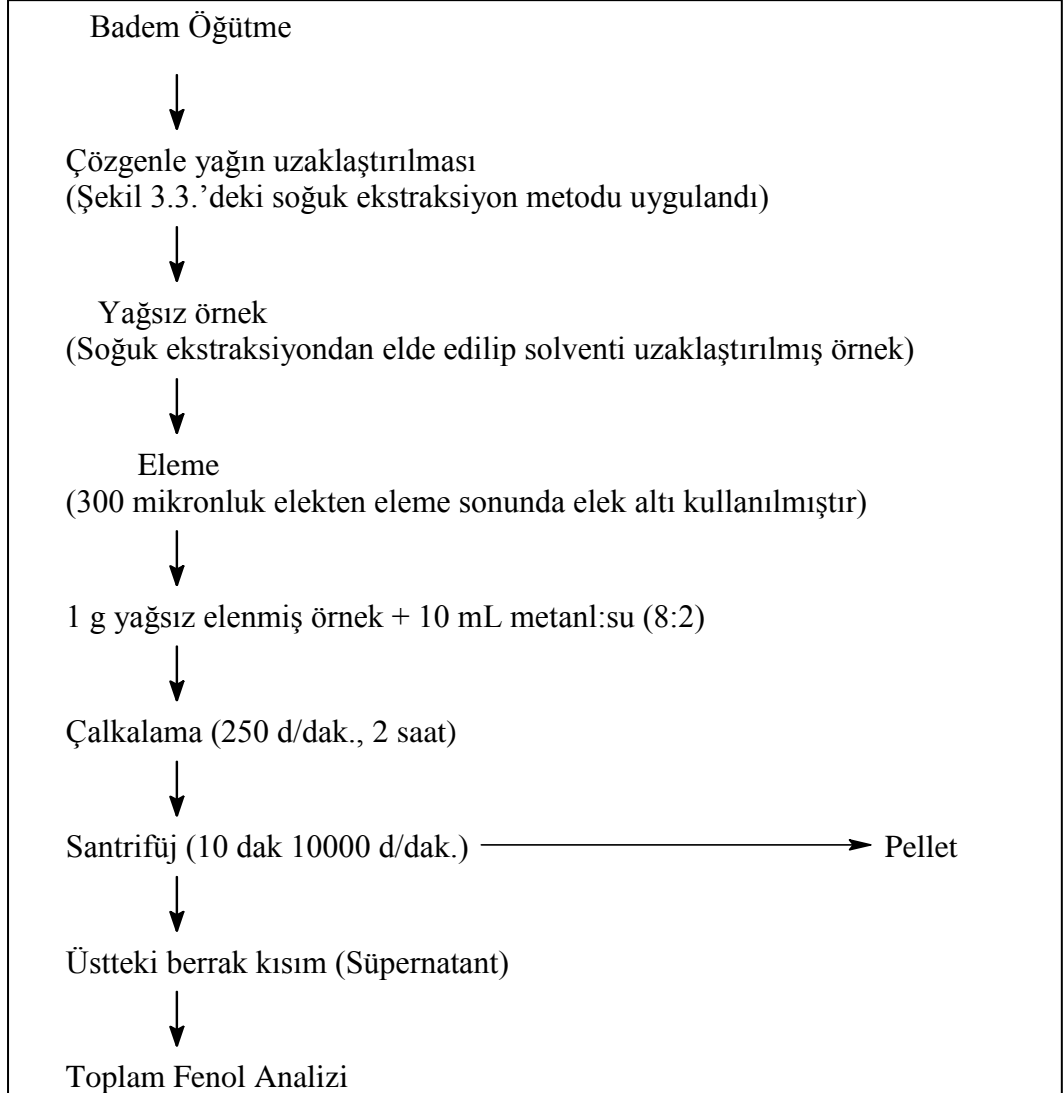 Badem Öğütme
Çözgenle yağın uzaklaştırılması
(Şekil 3.3.’deki soğuk ekstraksiyon metodu uygulandı)
Yağsız örnek
(Soğuk ekstraksiyondan elde edilip solventi uzaklaştırılmış örnek)
Eleme
(300 mikronluk elekten eleme sonunda elek altı kullanılmıştır)
1 g yağsız elenmiş örnek + 10 mL metanl:su (8:2)
Çalkalama (250 d/dak., 2 saat)
Santrifüj (10 dak 10000 d/dak.) Pellet
Üstteki berrak kısım (Süpernatant)
Toplam Fenol Analizi